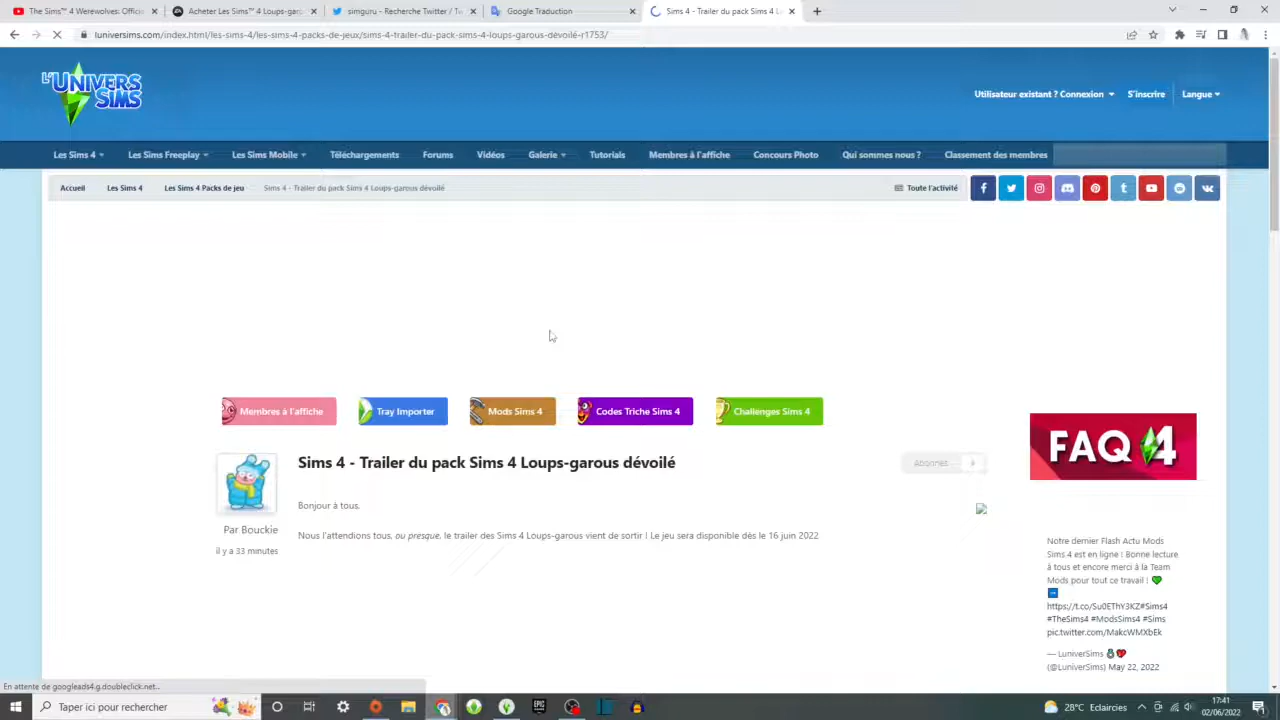 The Sims™ 4 Werewolves: Offici
Acheter Les Sims™ 4 Loups-gar
simguru - Recherche Twitter / Tw
Google Traduction
Sims 4 - Trailer du pack Sims 4 L
luniversims.com/index.html/les-sims-4/les-sims-4-packs-de-jeu/sims-4-trailer-du-pack-sims-4-loups-garous-dévoilé-r1753/
L'UNIVERS SIMS
Utilisateur existant ? Connexion S'inscrire Langue
Les Sims 4 Les Sims Freeplay Les Sims Mobile Téléchargements Forums Vidéos Galerie Tutorials Membres à l'affiche Concours Photo Qui sommes nous ? Classement des membres
Accueil Les Sims 4 Les Sims 4 Packs de jeu Sims 4 - Trailer du pack Sims 4 Loups-garous dévoilé Toute l'activité
Membres à l'affiche Tray Importer Mods Sims 4 Codes Triche Sims 4 Challenges Sims 4
FAQ 4
Sims 4 - Trailer du pack Sims 4 Loups-garous dévoilé
Abonnés
Par Bouckie
il y a 33 minutes
Bonjour à tous,
Nous l'attendions tous, ou presque, le trailer des Sims 4 Loups-garous vient de sortir ! Le jeu sera disponible dès le 16 juin 2022
Notre dernier Flash Actu Mods
Sims 4 est en ligne ! Bonne lecture
à tous et encore merci à la Team
Mods pour tout ce travail !
https://t.co/Su0EThY3KZ#Sims4
#TheSims4 #ModsSims4 #Sims
pic.twitter.com/MakcWMXbEk
— LuniverSims
(@LuniverSims) May 22, 2022
En attente de googleads4.g.doubleclick.net...
Taper ici pour rechercher
28°C Eclaircies
17:41
02/06/2022